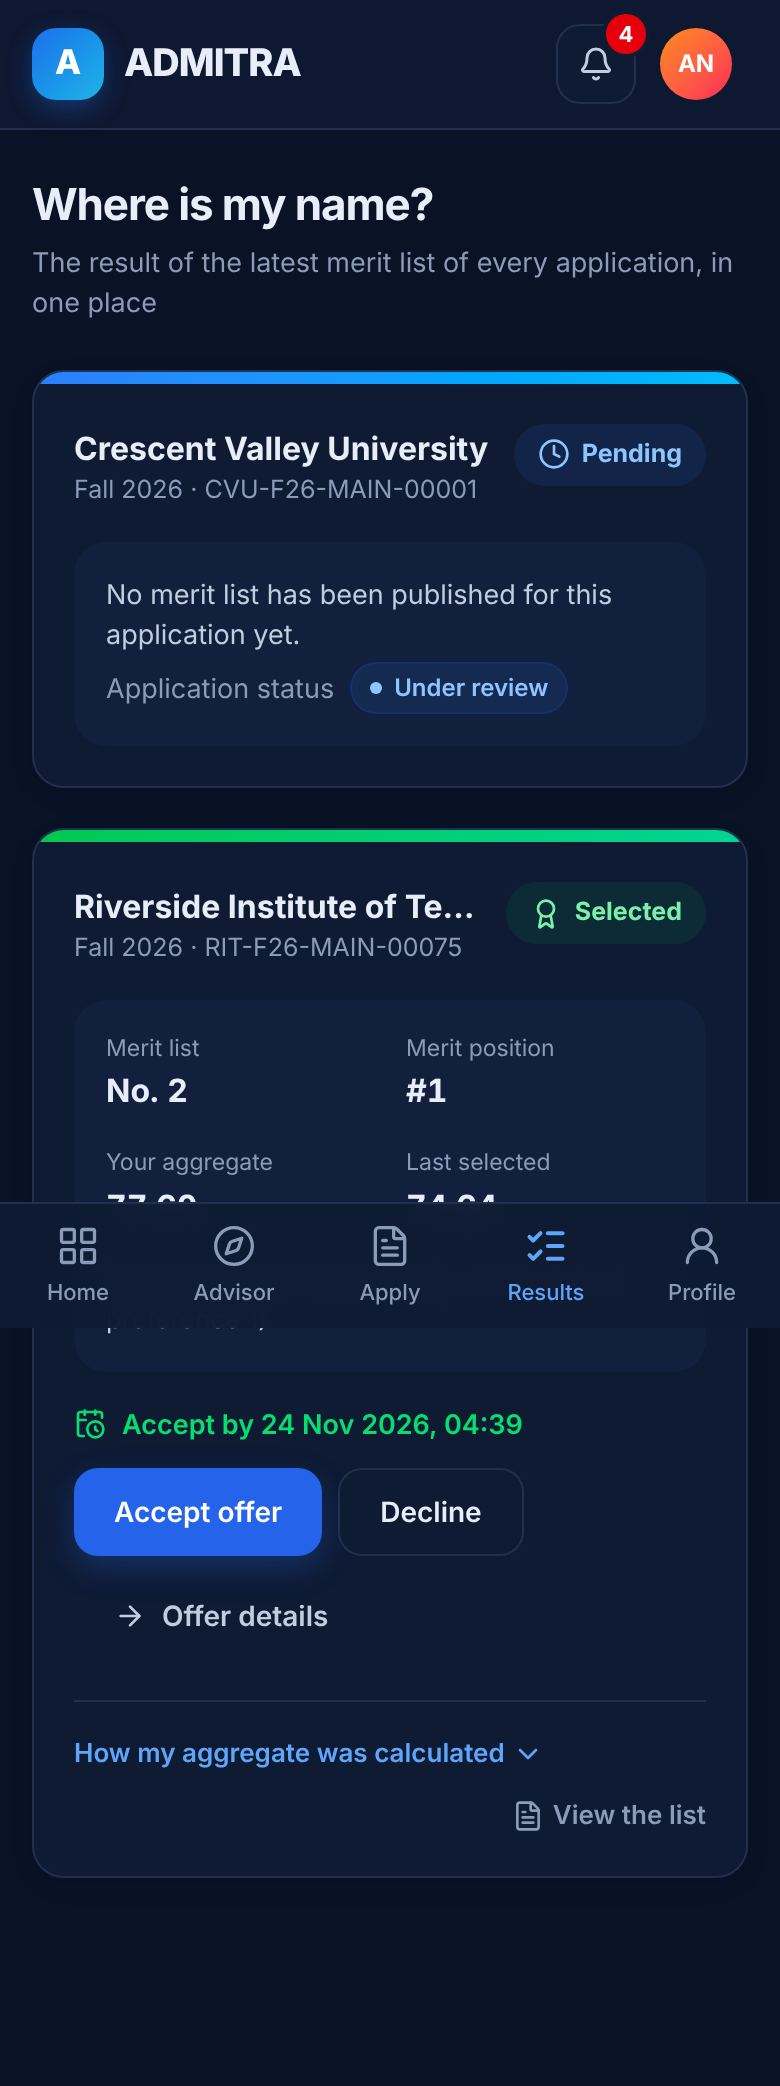 A ADMITRA
4
AN
Where is my name?
The result of the latest merit list of every application, in
one place
Crescent Valley University
Pending
Fall 2026 · CVU-F26-MAIN-00001
No merit list has been published for this
application yet.
Application status
Under review
Riverside Institute of Te...
Selected
Fall 2026 · RIT-F26-MAIN-00075
Merit list
Merit position
No. 2
#1
Your aggregate
Last selected
Home
Advisor
Apply
Results
Profile
Accept by 24 Nov 2026, 04:39
Accept offer
Decline
Offer details
How my aggregate was calculated
View the list